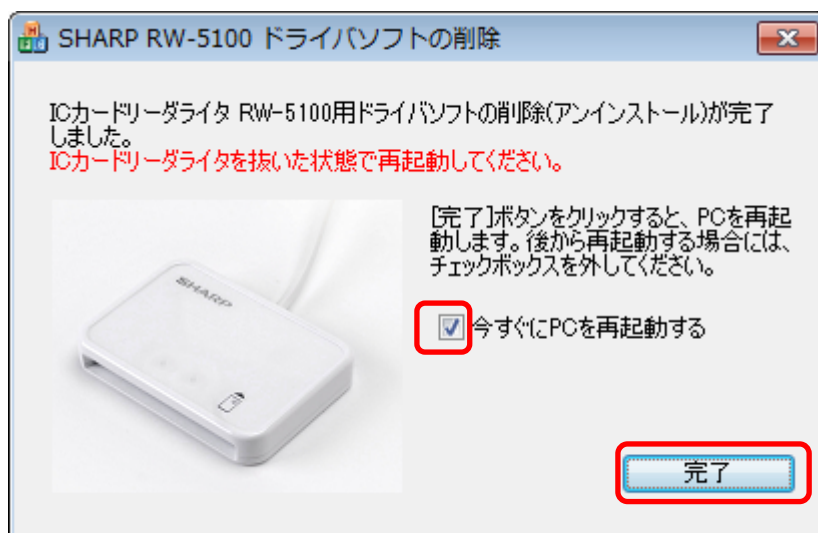 SHARP RW-5100 ドライバソフトの削除
ICカードリーダライタ RW-5100用ドライバソフトの削除(アンインストール)が完了
しました。
ICカードリーダライタを抜いた状態で再起動してください。
SHARP
[完了]ボタンをクリックすると、PCを再起
動します。後から再起動する場合には、
チェックボックスを外してください。
今すぐにPCを再起動する
完了